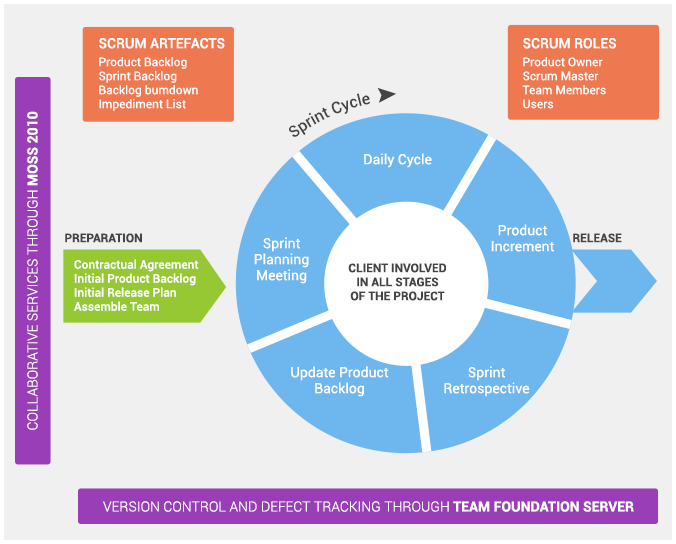 SCRUM ARTEFACTS
Product Backlog
Sprint Backlog
Backlog bumdown
Impediment List
SCRUM ROLES
Product Owner
Scrum Master
Team Members
Users
COLLABORATIVE SERVICES THROUGH MOSS 2010
Sprint Cycle
PREPARATION
Contractual Agreement
Initial Product Backlog
Initial Release Plan
Assemble Team
Daily Cycle
Product
Increment
RELEASE
Sprint
Planning
Meeting
CLIENT INVOLVED
IN ALL STAGES
OF THE PROJECT
Update Product
Backlog
Sprint
Retrospective
VERSION CONTROL AND DEFECT TRACKING THROUGH TEAM FOUNDATION SERVER